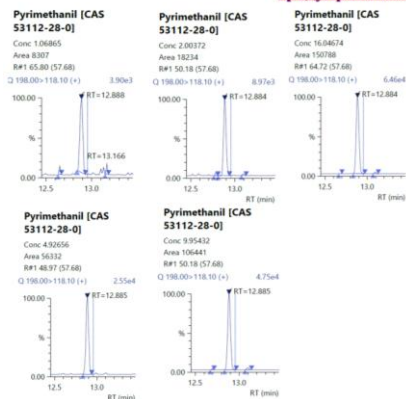 Pyrimethanil [CAS
53112-28-0]
Conc 1.06865
Area 8307
R#1 65.80 (57.68)
Q 198.00>118.10 (+) 3.90e3
100.00
RT=12.888
%
RT=13.166
0.00
12.5 13.0
Pyrimethanil [CAS
53112-28-0]
Conc 2.00372
Area 18234
R#1 50.18 (57.68)
Q 198.00>118.10 (+) 8.97e3
100.00
RT=12.884
%
0.00
12.5 13.0
RT (min)
Pyrimethanil [CAS
53112-28-0]
Conc 16.04674
Area 150788
R#1 64.72 (57.68)
Q 198.00>118.10 (+) 6.46e4
100.00
RT=12.884
%
0.00
12.5 13.0
RT (min)
Pyrimethanil [CAS
53112-28-0]
Conc 4.92656
Area 56332
R#1 48.97 (57.68)
Q 198.00>118.10 (+) 2.55e4
100.00
RT=12.885
%
0.00
12.5 13.0
RT (min)
Pyrimethanil [CAS
53112-28-0]
Conc 9.95432
Area 106441
R#1 50.18 (57.68)
Q 198.00>118.10 (+) 4.75e4
100.00
RT=12.885
%
0.00
12.5 13.0
RT (min)